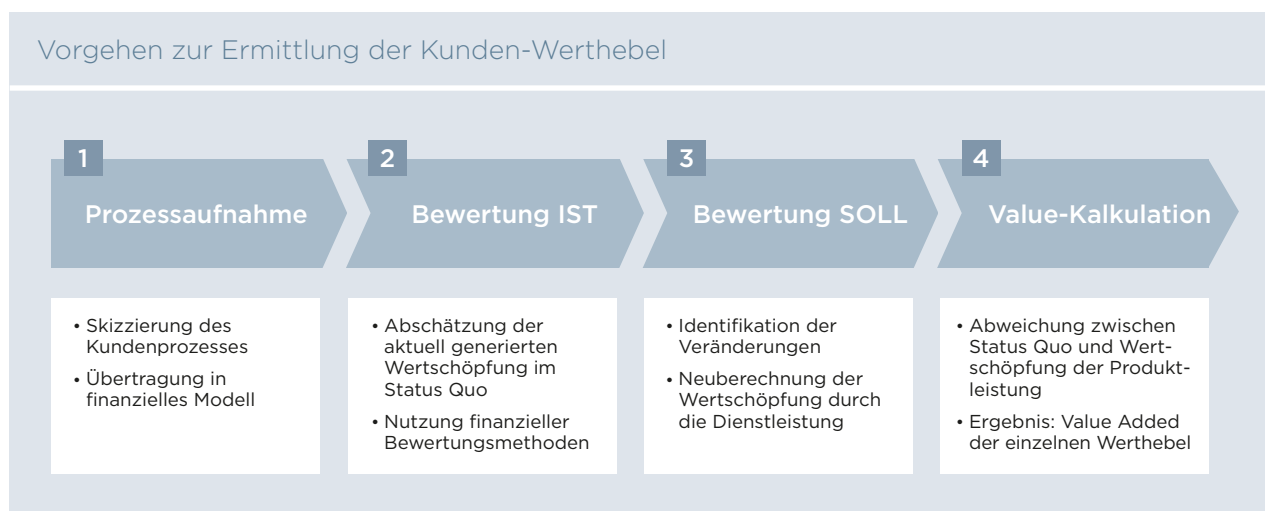 Vorgehen zur Ermittlung der Kunden-Werthebel
1
Prozessaufnahme
• Skizzierung des
Kundenprozesses
• Übertragung in
finanzielles Modell
2
Bewertung IST
• Abschätzung der
aktuell generierten
Wertschöpfung im
Status Quo
• Nutzung finanzieller
Bewertungsmethoden
3
Bewertung SOLL
• Identifikation der
Veränderungen
• Neuberechnung der
Wertschöpfung durch
die Dienstleistung
4
Value-Kalkulation
• Abweichung zwischen
Status Quo und Wert-
schöpfung der Produkt-
leistung
• Ergebnis: Value Added
der einzelnen Werthebel